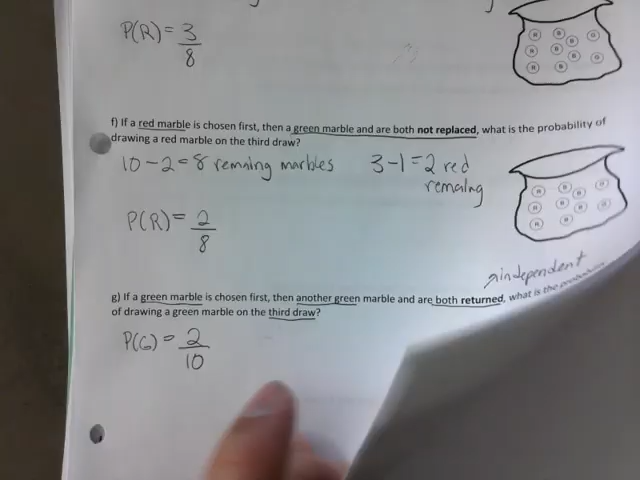 P(R) = 3/8
f) If a red marble is chosen first, then a green marble and are both not replaced, what is the probability of
drawing a red marble on the third draw?
10 - 2 = 8 remaing marbles
3 - 1 = 2 red
remaing
P(R) = 2/8
independent
g) If a green marble is chosen first, then another green marble and are both returned, what is the
of drawing a green marble on the third draw?
P(G) = 2/10